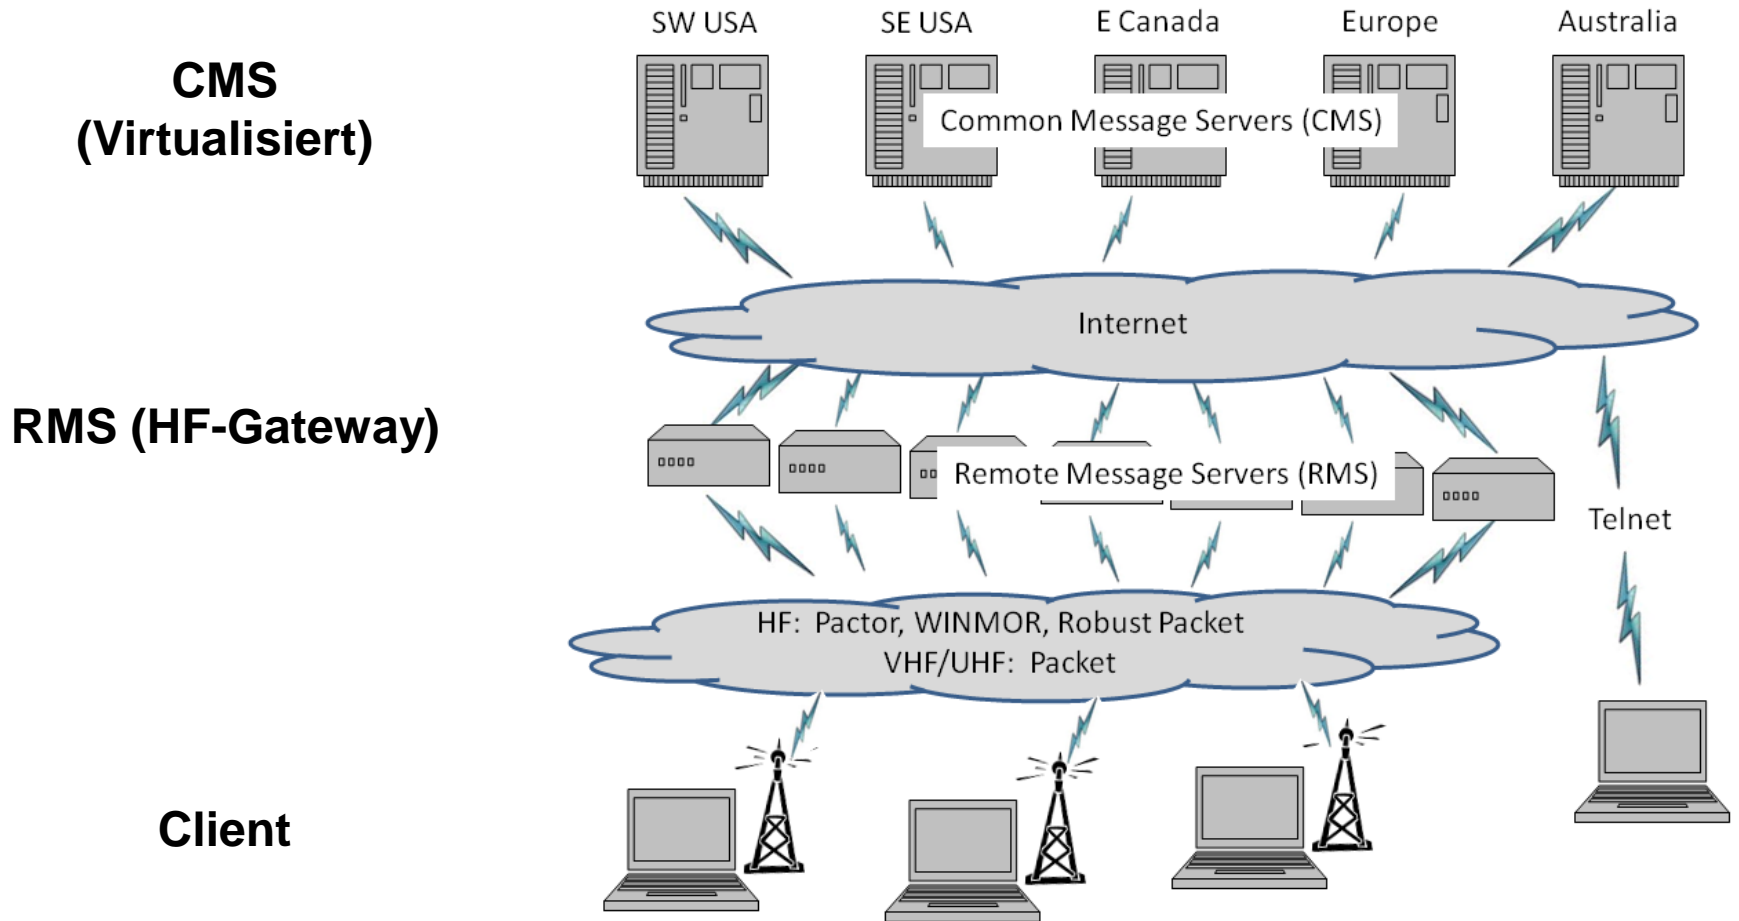 SW USA
SE USA
E Canada
Europe
Australia
CMS
(Virtualisiert)
Common Message Servers (CMS)
Internet
RMS (HF-Gateway)
Remote Message Servers (RMS)
Telnet
HF: Pactor, WINMOR, Robust Packet
VHF/UHF: Packet
Client